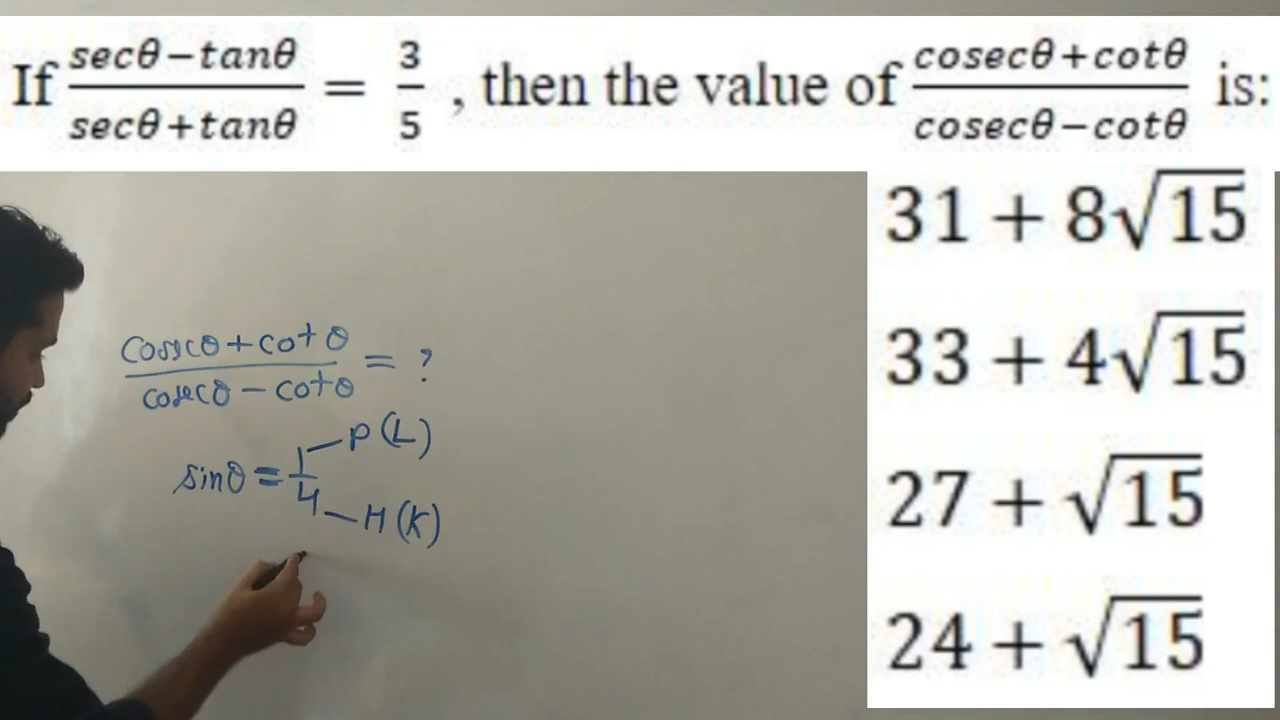 If (secθ−tanθ)/(secθ+tanθ) = 3/5 , then the value of (cosecθ+cotθ)/(cosecθ−cotθ) is:
31 + 8√15
33 + 4√15
27 + √15
24 + √15
(cosecθ+cotθ)/(cosecθ−cotθ) = ?
sinθ = 1/4
P(L)
H(K)